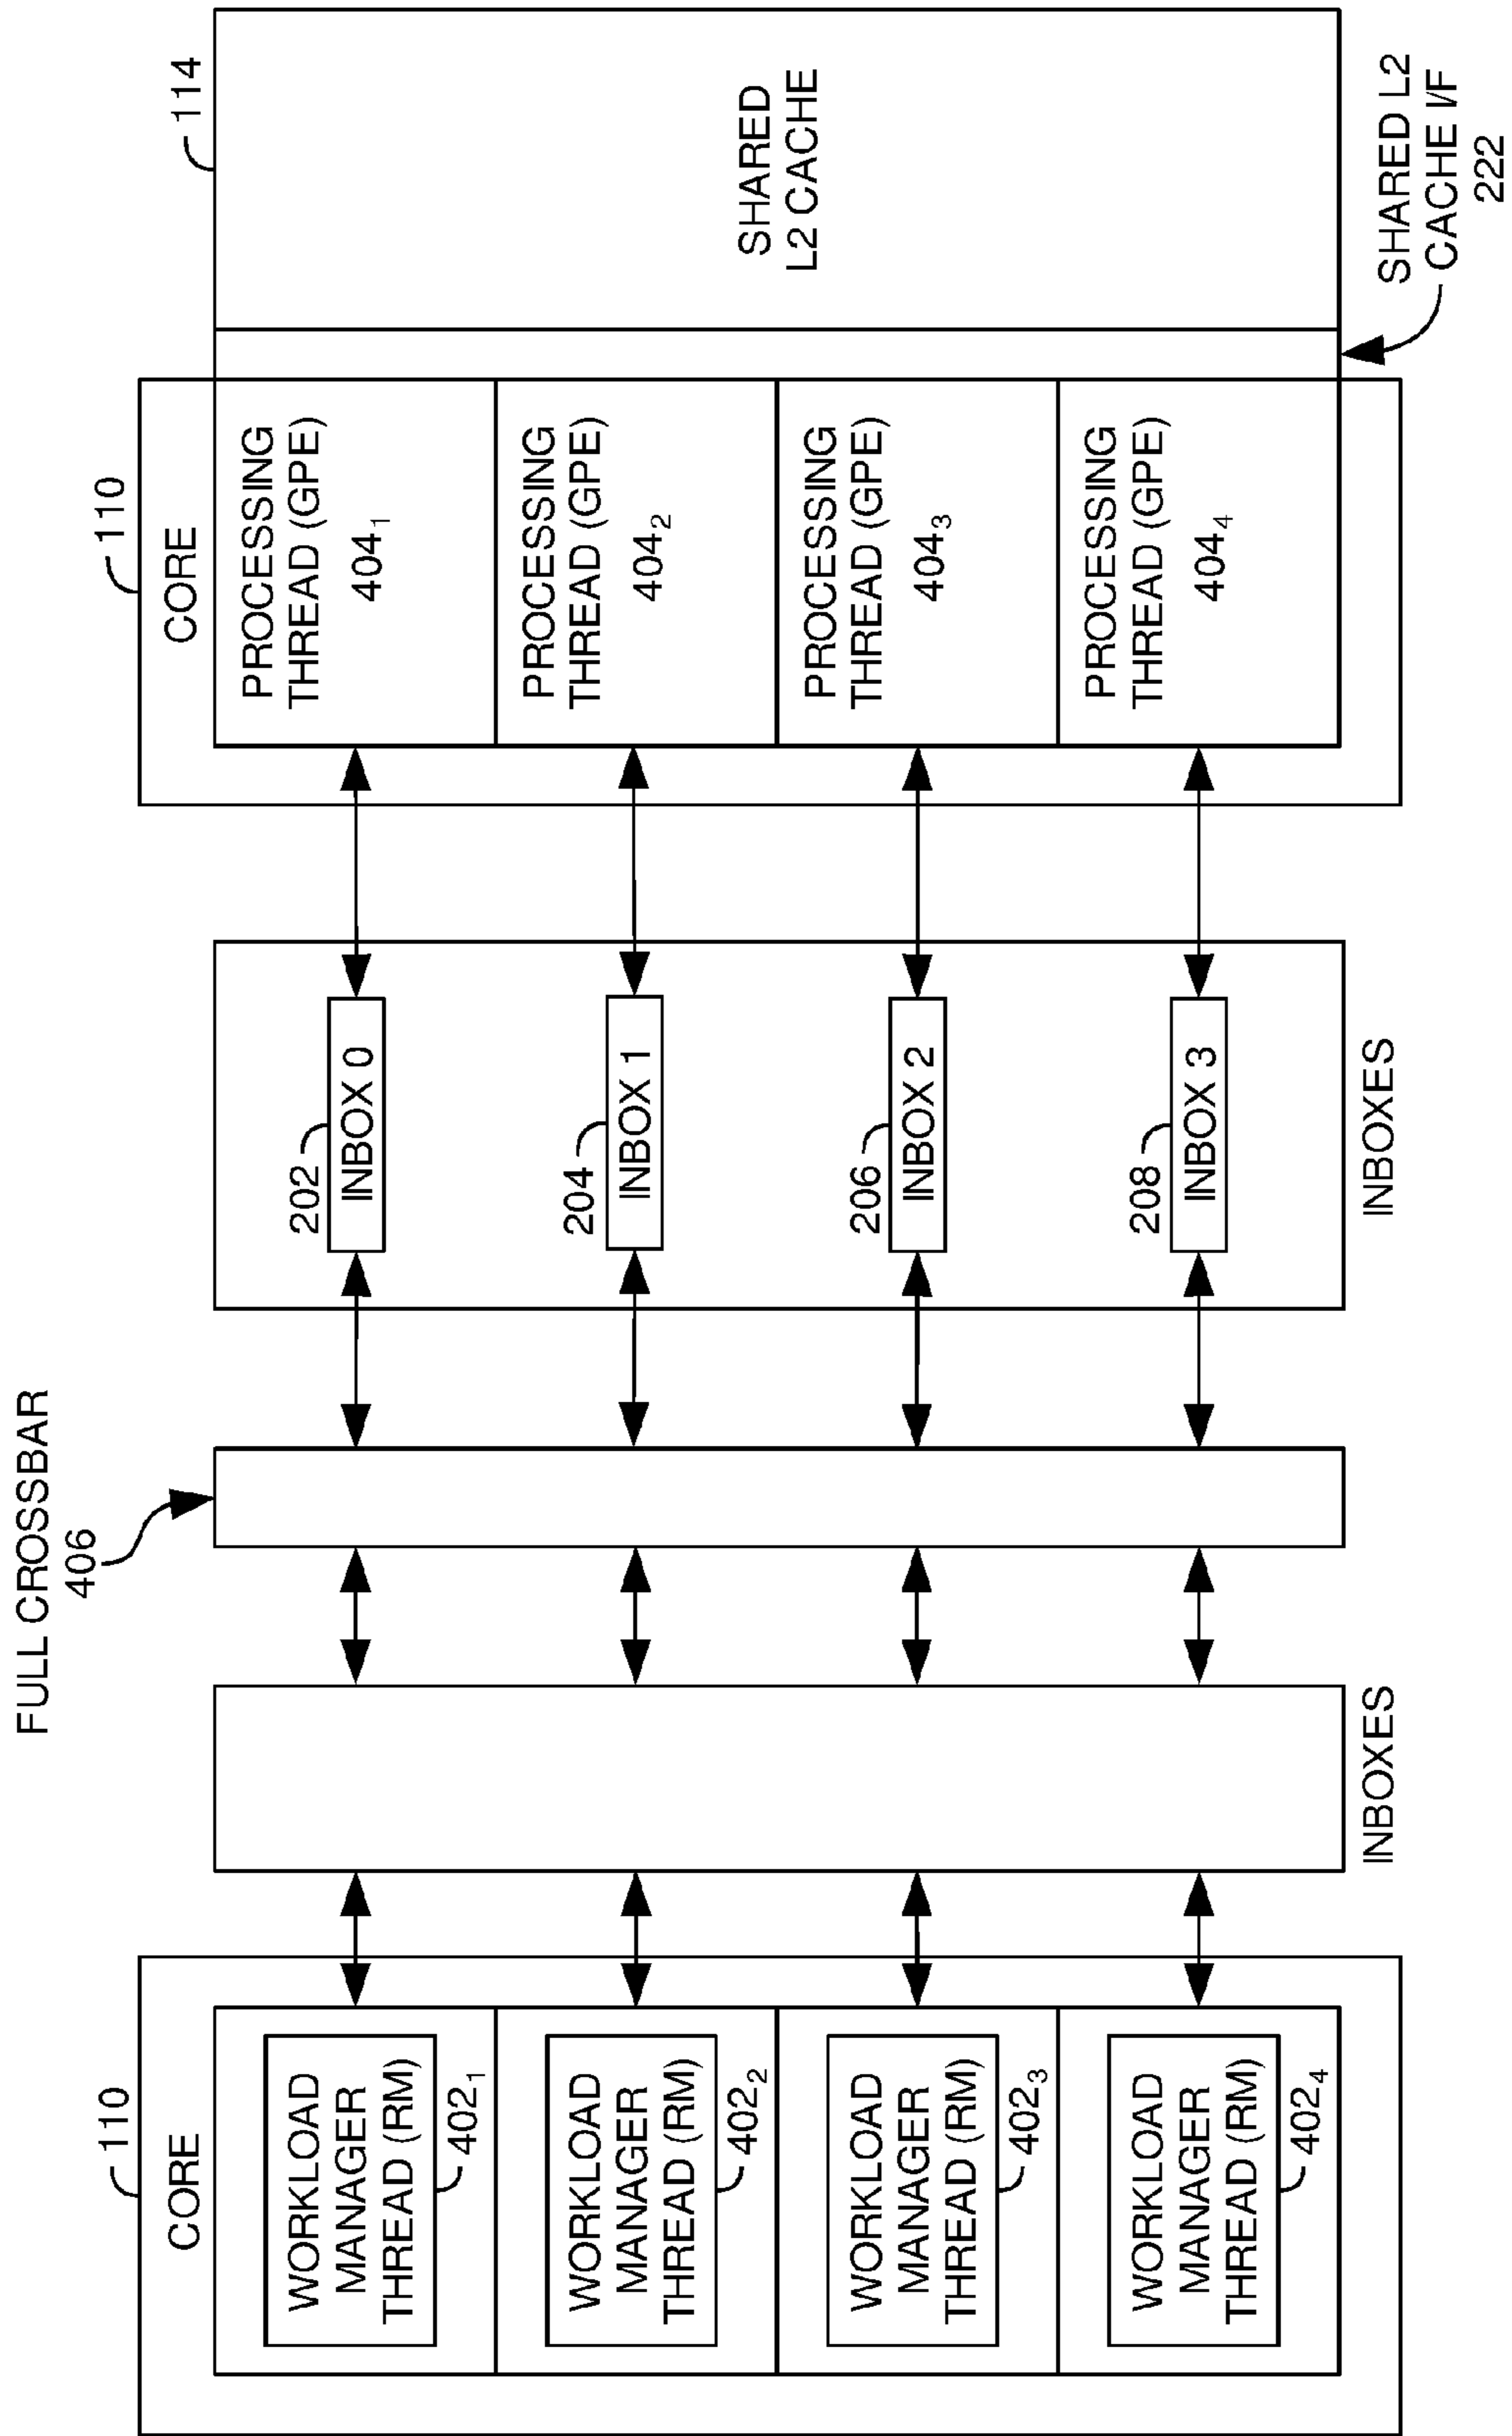 FULL CROSSBAR
406
110
CORE
WORKLOAD
MANAGER
THREAD (RM)
402₁
WORKLOAD
MANAGER
THREAD (RM)
402₂
WORKLOAD
MANAGER
THREAD (RM)
402₃
WORKLOAD
MANAGER
THREAD (RM)
402₄
INBOXES
202
INBOX 0
204
INBOX 1
206
INBOX 2
208
INBOX 3
INBOXES
110
CORE
PROCESSING
THREAD (GPE)
404₁
PROCESSING
THREAD (GPE)
404₂
PROCESSING
THREAD (GPE)
404₃
PROCESSING
THREAD (GPE)
404₄
114
SHARED
L2 CACHE
SHARED L2
CACHE I/F
222